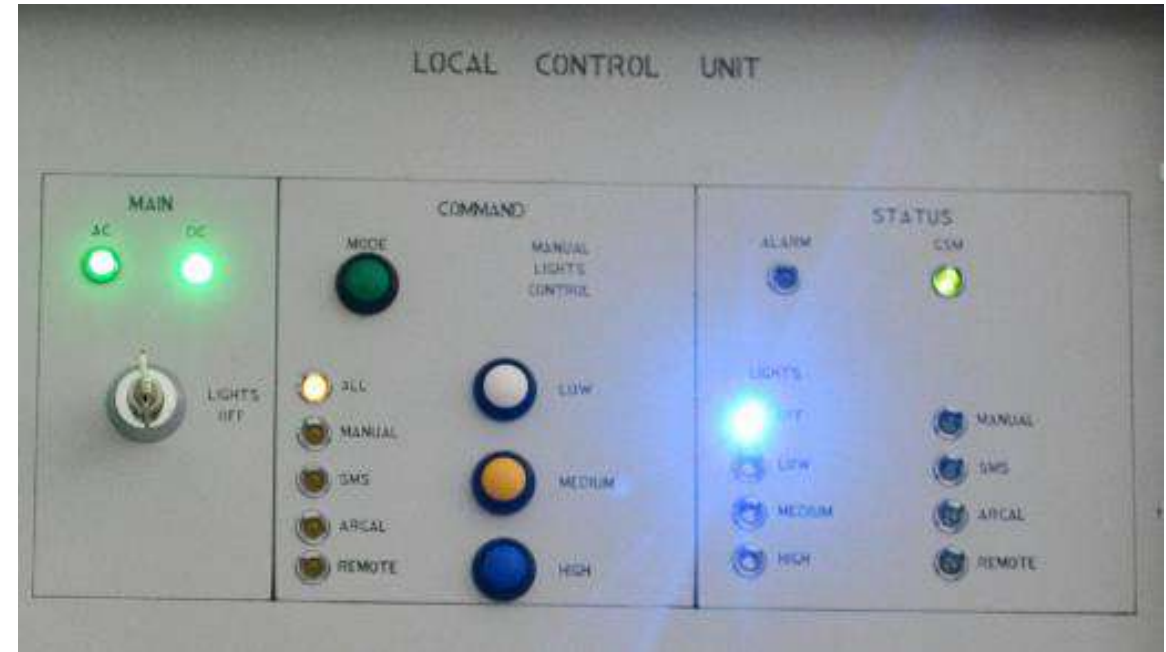 LOCAL CONTROL UNIT
MAIN
AC DC
LIGHTS
OFF
COMMAND
MODE
MANUAL
LIGHTS
CONTROL
ALL
MANUAL
SMS
ARCAL
REMOTE
LOW
MEDIUM
HIGH
STATUS
ALARM
GSM
LIGHTS
OFF
LOW
MEDIUM
HIGH
MANUAL
SMS
ARCAL
REMOTE